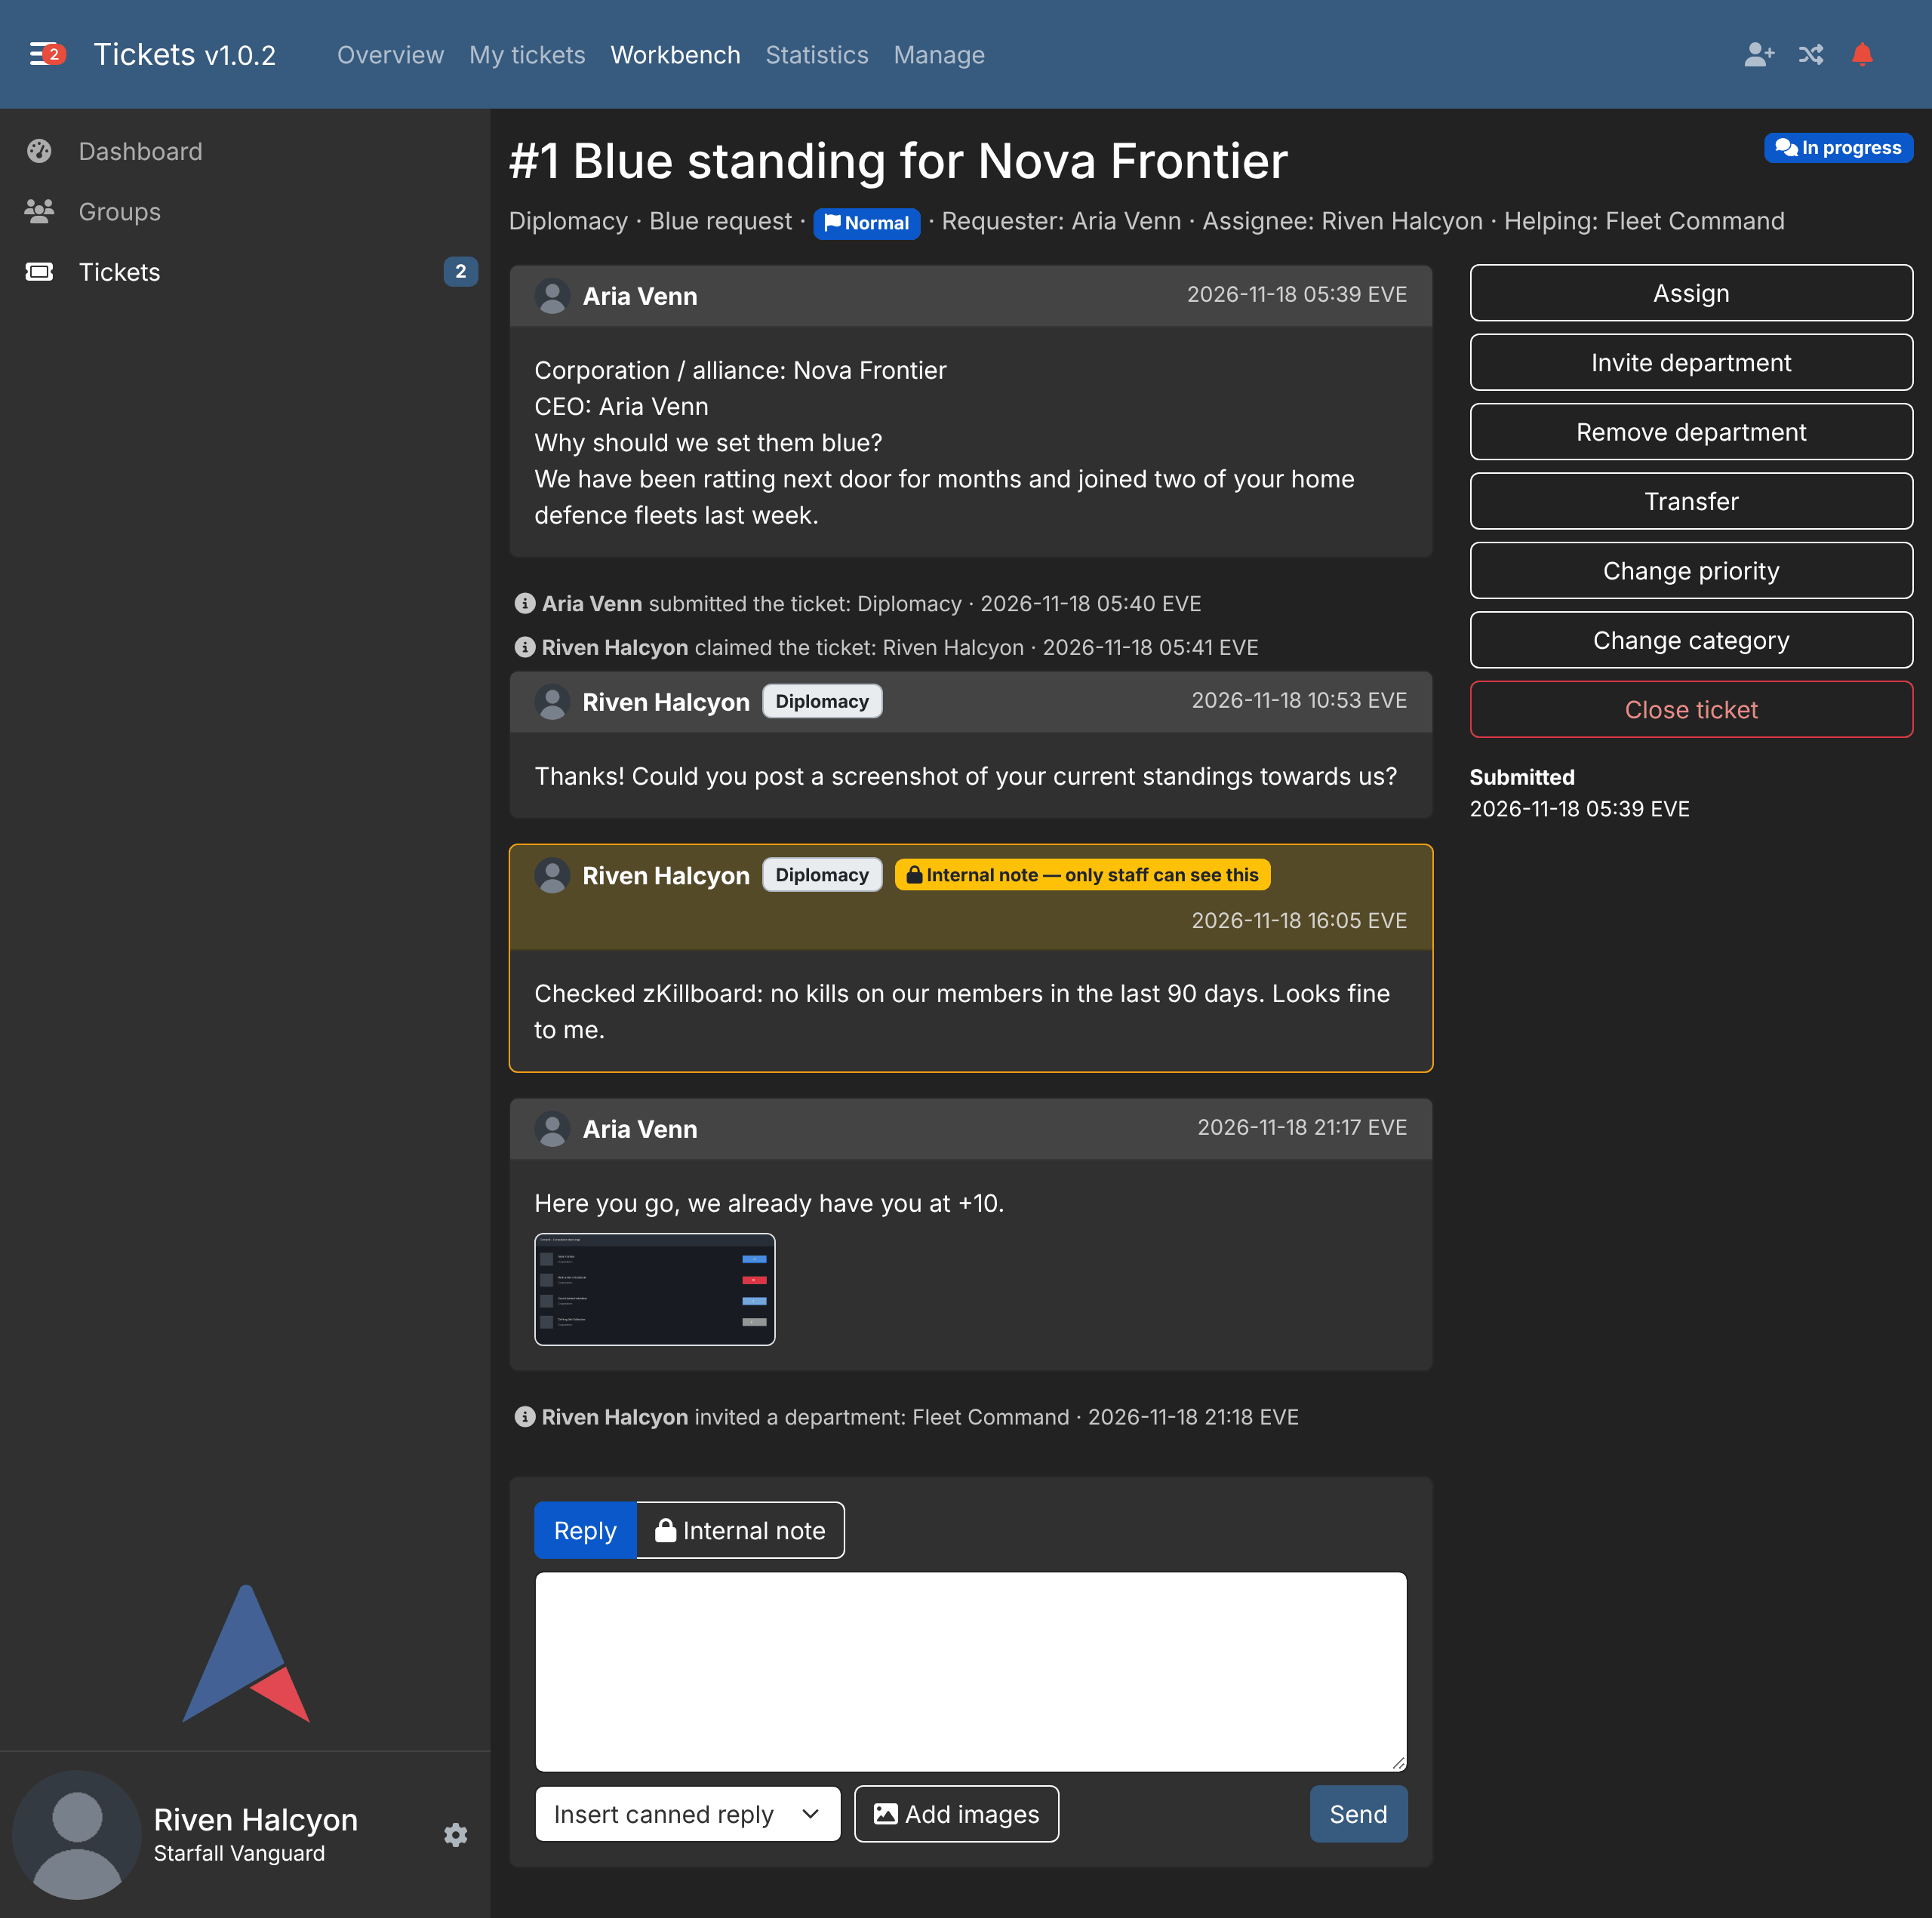 2
Tickets v1.0.2
Overview
My tickets
Workbench
Statistics
Manage
Dashboard
Groups
Tickets
2
#1 Blue standing for Nova Frontier
In progress
Diplomacy · Blue request · Normal · Requester: Aria Venn · Assignee: Riven Halcyon · Helping: Fleet Command
Aria Venn
2026-11-18 05:39 EVE
Corporation / alliance: Nova Frontier
CEO: Aria Venn
Why should we set them blue?
We have been ratting next door for months and joined two of your home
defence fleets last week.
Aria Venn submitted the ticket: Diplomacy · 2026-11-18 05:40 EVE
Riven Halcyon claimed the ticket: Riven Halcyon · 2026-11-18 05:41 EVE
Riven Halcyon
Diplomacy
2026-11-18 10:53 EVE
Thanks! Could you post a screenshot of your current standings towards us?
Riven Halcyon
Diplomacy
Internal note — only staff can see this
2026-11-18 16:05 EVE
Checked zKillboard: no kills on our members in the last 90 days. Looks fine
to me.
Aria Venn
2026-11-18 21:17 EVE
Here you go, we already have you at +10.
Riven Halcyon invited a department: Fleet Command · 2026-11-18 21:18 EVE
Reply
Internal note
Insert canned reply
Add images
Send
Assign
Invite department
Remove department
Transfer
Change priority
Change category
Close ticket
Submitted
2026-11-18 05:39 EVE
Riven Halcyon
Starfall Vanguard